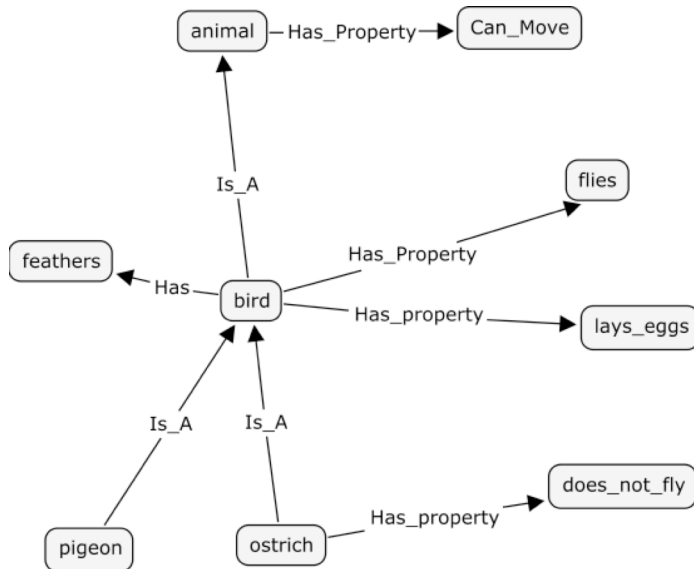 animal
Has_Property
Can_Move
Is_A
flies
Has_Property
feathers
Has
bird
Has_property
lays_eggs
Is_A
Is_A
does_not_fly
Has_property
pigeon
ostrich